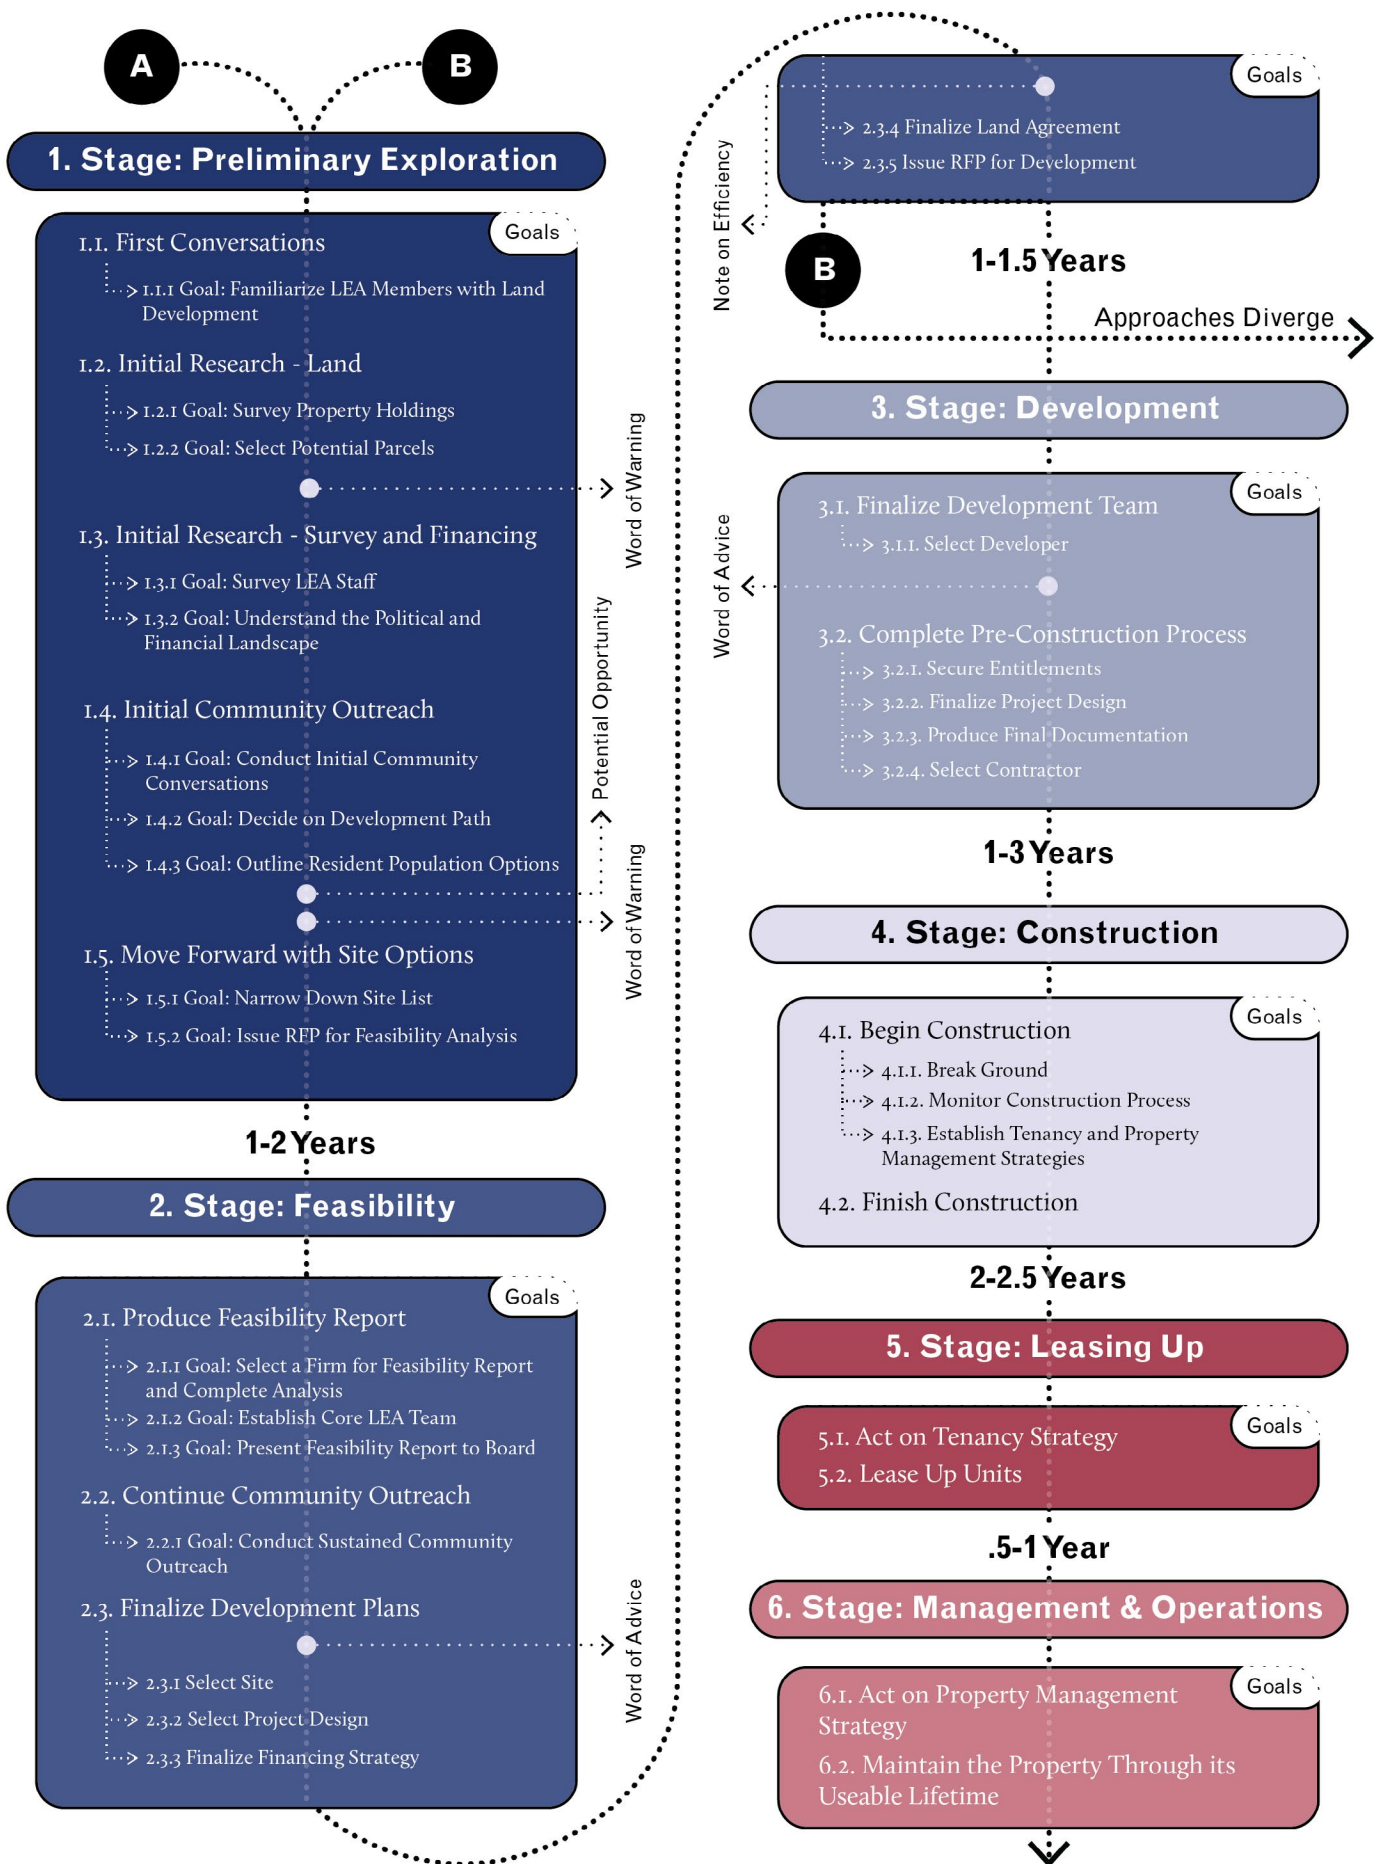 A
B
1. Stage: Preliminary Exploration
Goals
1.1. First Conversations
1.1.1 Goal: Familiarize LEA Members with Land
Development
1.2. Initial Research - Land
1.2.1 Goal: Survey Property Holdings
1.2.2 Goal: Select Potential Parcels
Word of Warning
1.3. Initial Research - Survey and Financing
1.3.1 Goal: Survey LEA Staff
1.3.2 Goal: Understand the Political and
Financial Landscape
1.4. Initial Community Outreach
1.4.1 Goal: Conduct Initial Community
Conversations
1.4.2 Goal: Decide on Development Path
1.4.3 Goal: Outline Resident Population Options
Potential Opportunity
Word of Warning
1.5. Move Forward with Site Options
1.5.1 Goal: Narrow Down Site List
1.5.2 Goal: Issue RFP for Feasibility Analysis
1-2 Years
2. Stage: Feasibility
Goals
2.1. Produce Feasibility Report
2.1.1 Goal: Select a Firm for Feasibility Report
and Complete Analysis
2.1.2 Goal: Establish Core LEA Team
2.1.3 Goal: Present Feasibility Report to Board
2.2. Continue Community Outreach
2.2.1 Goal: Conduct Sustained Community
Outreach
2.3. Finalize Development Plans
Word of Advice
2.3.1 Select Site
2.3.2 Select Project Design
2.3.3 Finalize Financing Strategy
Goals
2.3.4 Finalize Land Agreement
2.3.5 Issue RFP for Development
Note on Efficiency
B
1-1.5 Years
Approaches Diverge
3. Stage: Development
Goals
3.1. Finalize Development Team
3.1.1. Select Developer
Word of Advice
3.2. Complete Pre-Construction Process
3.2.1. Secure Entitlements
3.2.2. Finalize Project Design
3.2.3. Produce Final Documentation
3.2.4. Select Contractor
1-3 Years
4. Stage: Construction
Goals
4.1. Begin Construction
4.1.1. Break Ground
4.1.2. Monitor Construction Process
4.1.3. Establish Tenancy and Property
Management Strategies
4.2. Finish Construction
2-2.5 Years
5. Stage: Leasing Up
Goals
5.1. Act on Tenancy Strategy
5.2. Lease Up Units
.5-1 Year
6. Stage: Management & Operations
Goals
6.1. Act on Property Management
Strategy
6.2. Maintain the Property Through its
Useable Lifetime